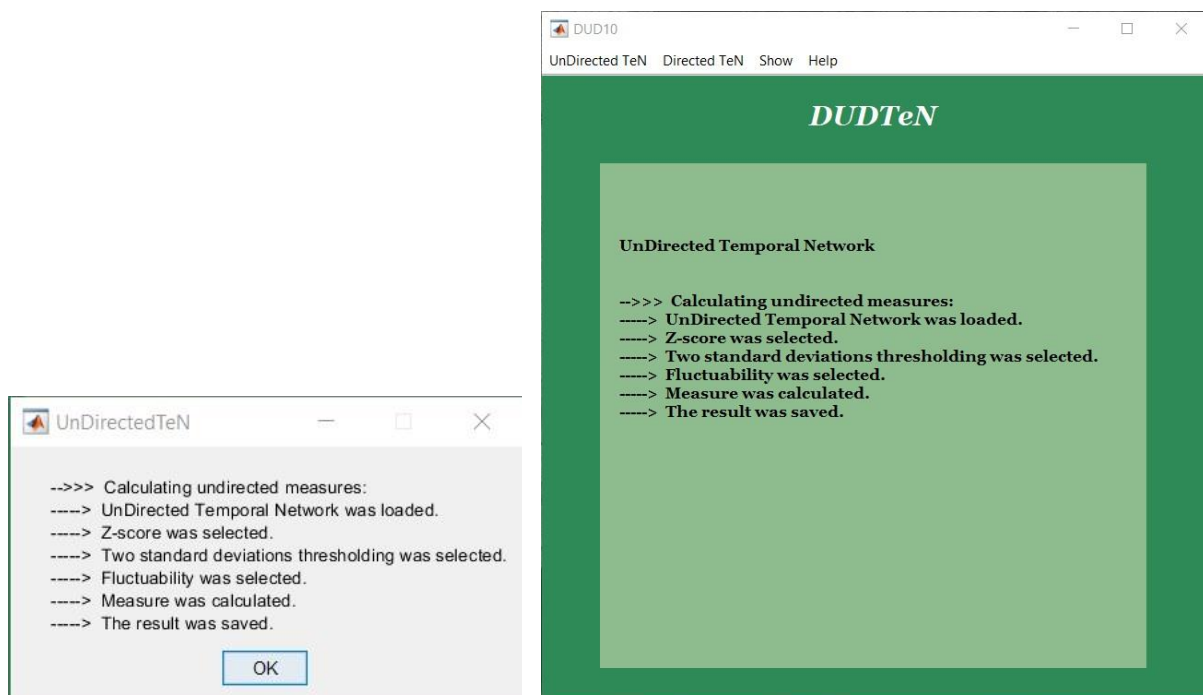 UnDirectedTeN
-->>> Calculating undirected measures:
-----> UnDirected Temporal Network was loaded.
-----> Z-score was selected.
-----> Two standard deviations thresholding was selected.
-----> Fluctuability was selected.
-----> Measure was calculated.
-----> The result was saved.
OK
DUD10
UnDirected TeN Directed TeN Show Help
DUDTeN
UnDirected Temporal Network
-->>> Calculating undirected measures:
-----> UnDirected Temporal Network was loaded.
-----> Z-score was selected.
-----> Two standard deviations thresholding was selected.
-----> Fluctuability was selected.
-----> Measure was calculated.
-----> The result was saved.